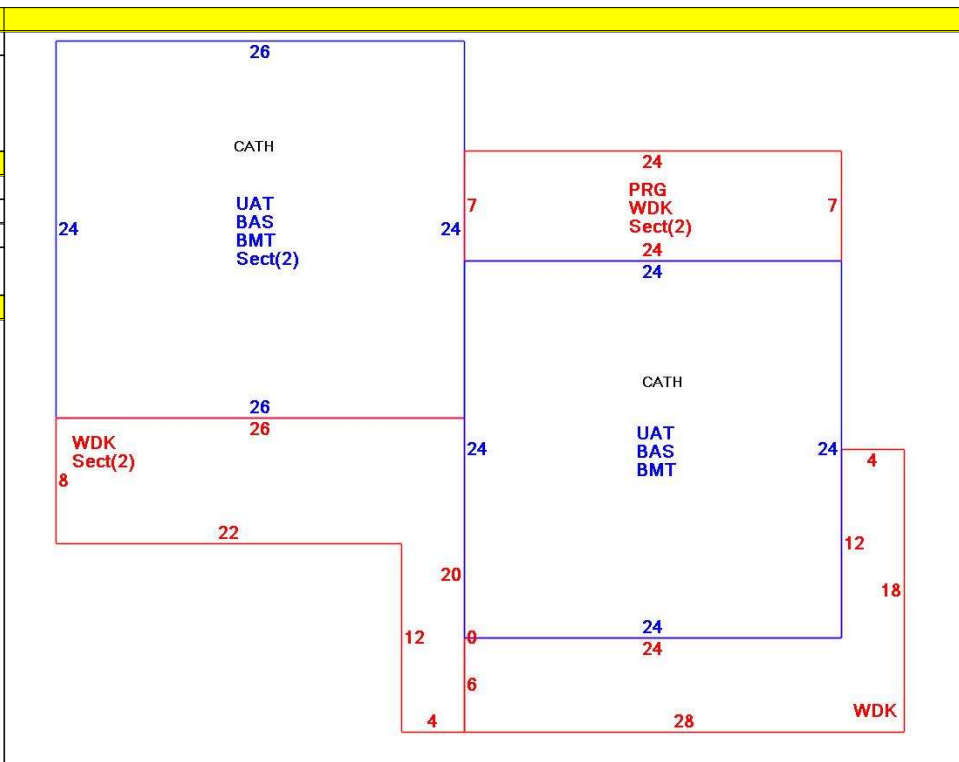 26
CATH
24
PRG
WDK
Sect(2)
7
7
24
UAT
BAS
BMT
Sect(2)
24
24
24
CATH
26
26
WDK
Sect(2)
8
UAT
BAS
BMT
24
24
4
22
12
20
18
12
0
24
24
6
4
28
WDK